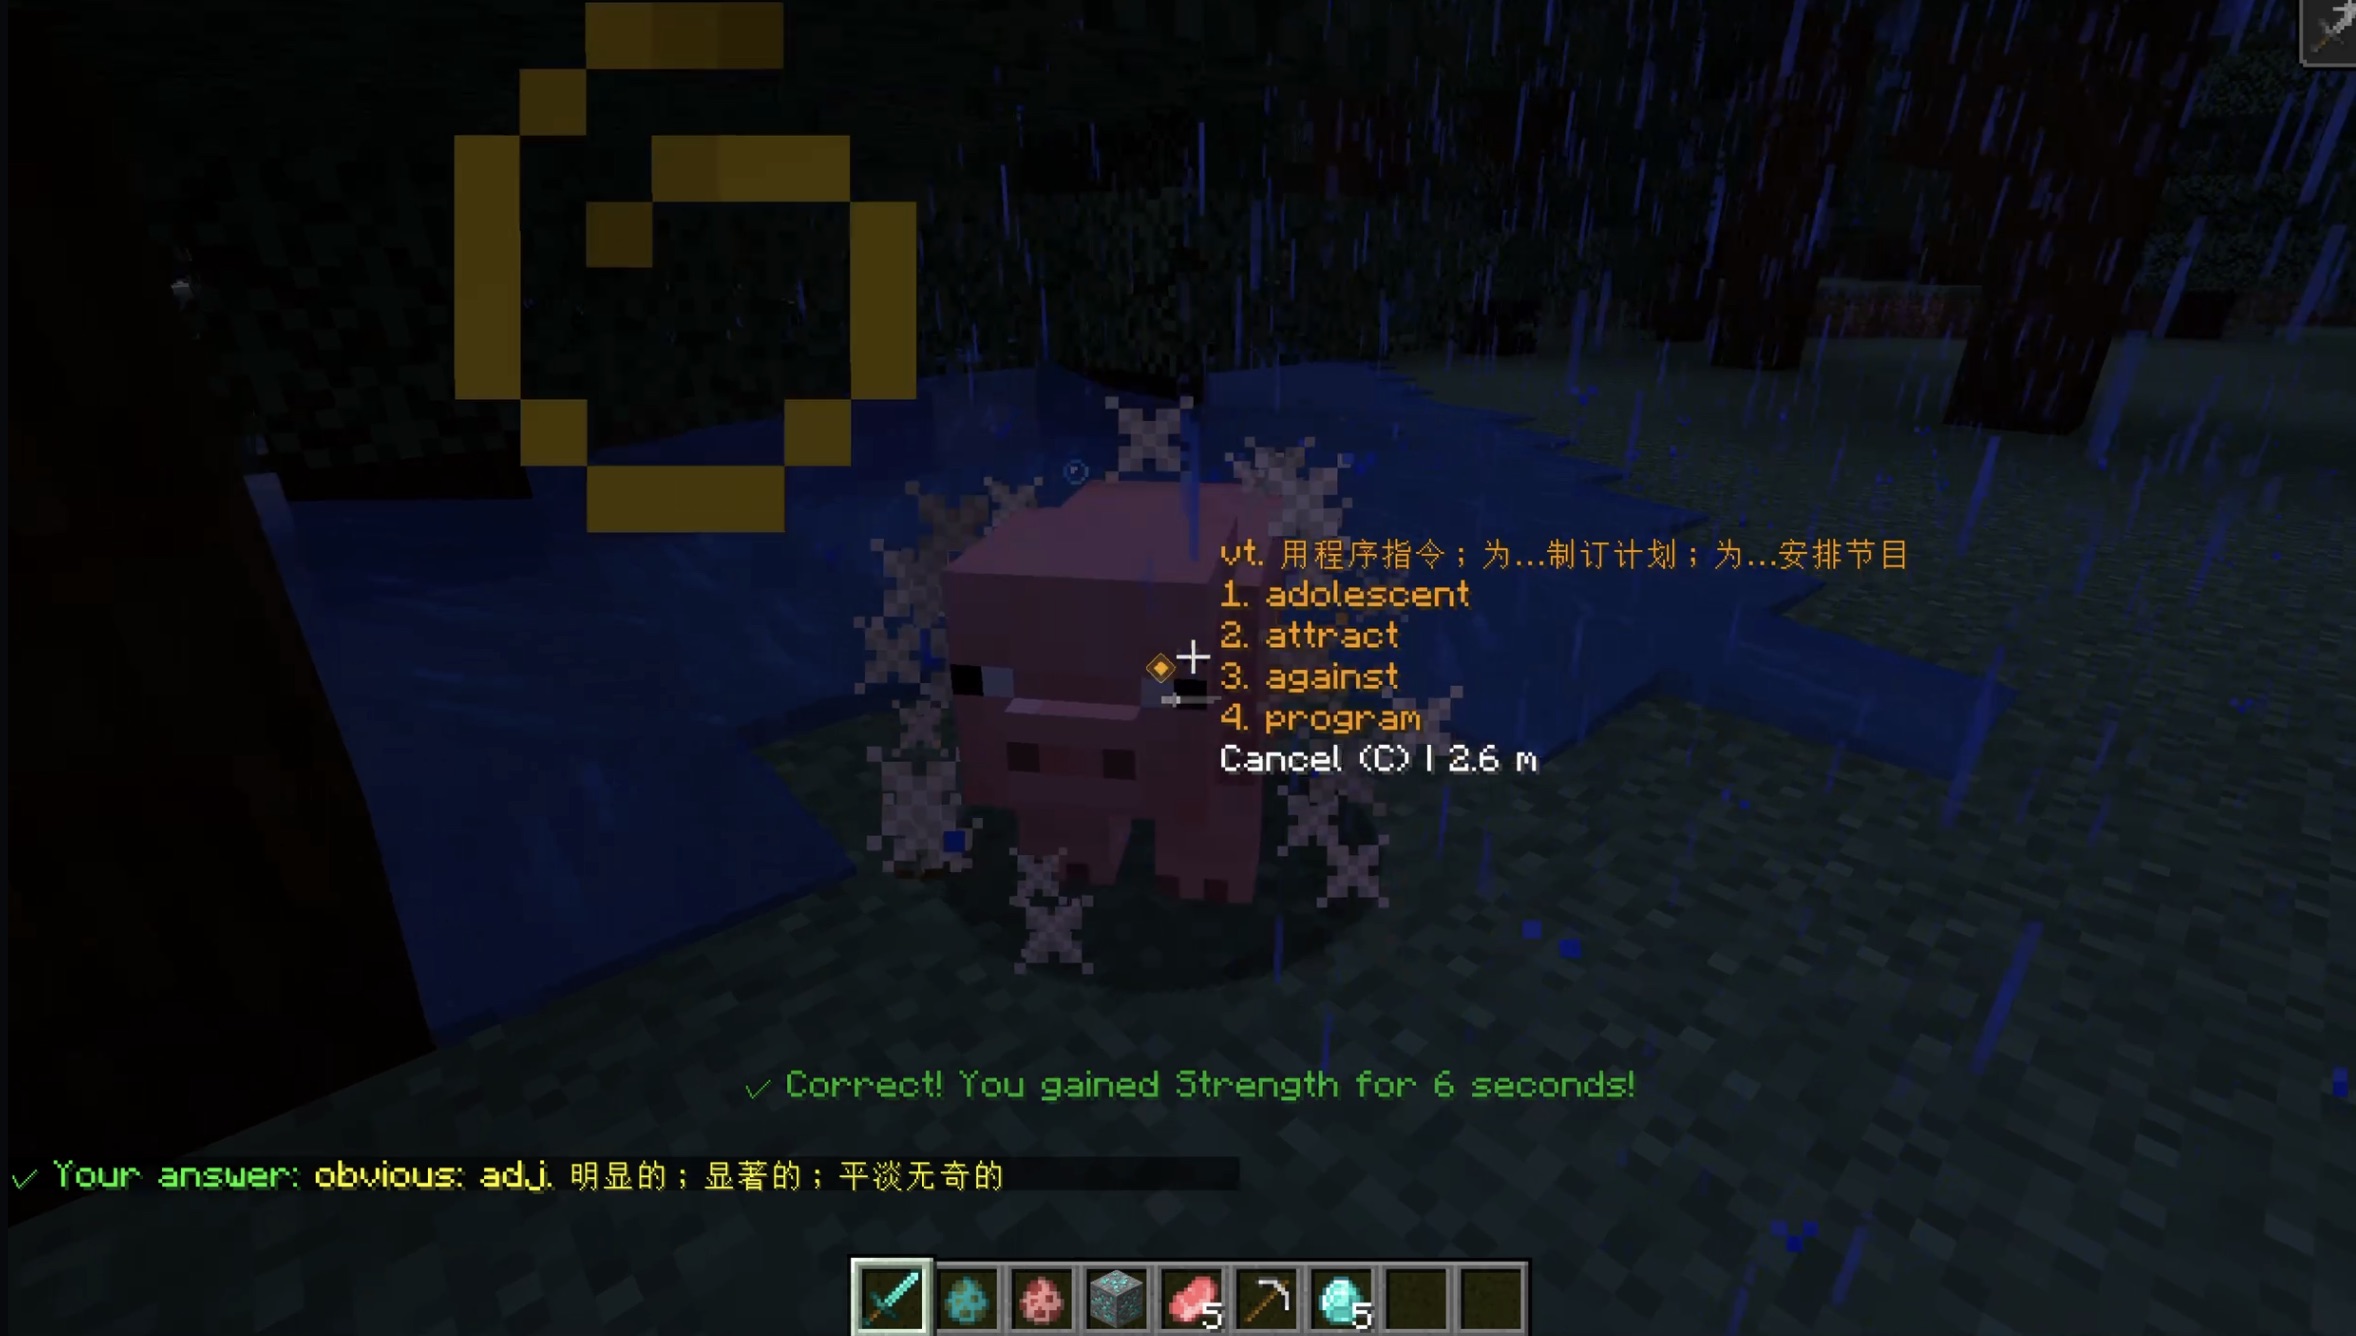 vt. 用程序指令；为...制订计划；为...安排节目
1. adolescent
2. attract
3. against
4. program
Cancel (C) | 2.6 m
✓ Correct! You gained Strength for 6 seconds!
✓ Your answer: obvious: adj. 明显的；显著的；平淡无奇的
5
5